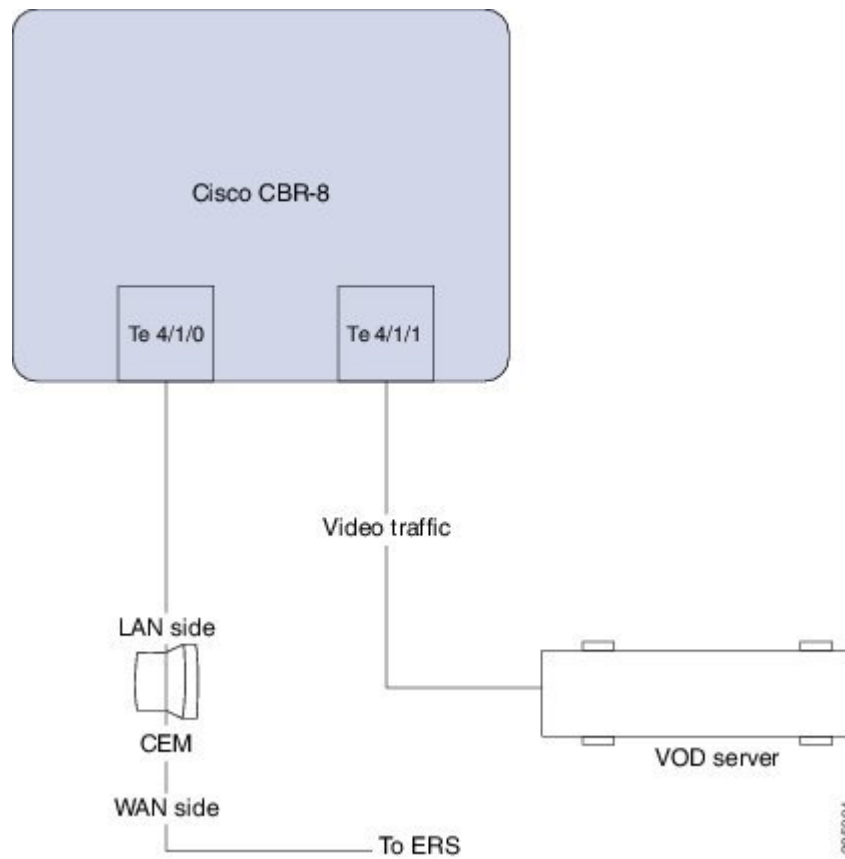 Cisco CBR-8
Te 4/1/0
Te 4/1/1
Video traffic
LAN side
CEM
VOD server
WAN side
To ERS